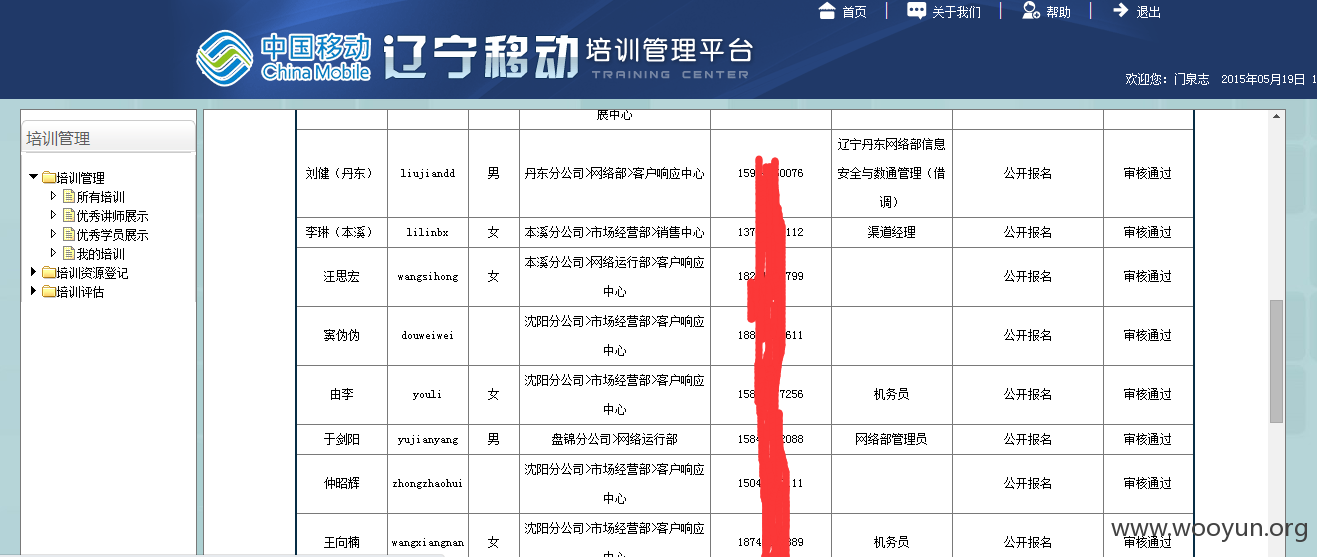 首页 | 关于我们 | 帮助 | 退出
中国移动 China Mobile 辽宁移动 培训管理平台 TRAINING CENTER
欢迎您：门泉志 2015年05月19日 1
培训管理
培训管理
所有培训
优秀讲师展示
优秀学员展示
我的培训
培训资源登记
培训评估
展中心
刘健（丹东） liujiandd 男 丹东分公司>网络部>客户响应中心 0076 辽宁丹东网络部信息安全与数通管理（借调） 公开报名 审核通过
李琳（本溪） lilinbx 女 本溪分公司>市场经营部>销售中心 137 112 渠道经理 公开报名 审核通过
汪思宏 wangsihong 女 本溪分公司>网络运行部>客户响应中心 182 799 公开报名 审核通过
窦伪伪 douweiwei 沈阳分公司>市场经营部>客户响应中心 188 611 公开报名 审核通过
由李 youli 女 沈阳分公司>市场经营部>客户响应中心 158 7256 机务员 公开报名 审核通过
于剑阳 yujianyang 男 盘锦分公司>网络运行部 1584 2088 网络部管理员 公开报名 审核通过
仲昭辉 zhongzhaohui 沈阳分公司>市场经营部>客户响应中心 1504 11 公开报名 审核通过
王向楠 wangxiangnan 女 沈阳分公司>市场经营部>客户响应 1874 389 机务员 公开报名 审核通过
www.wooyun.org